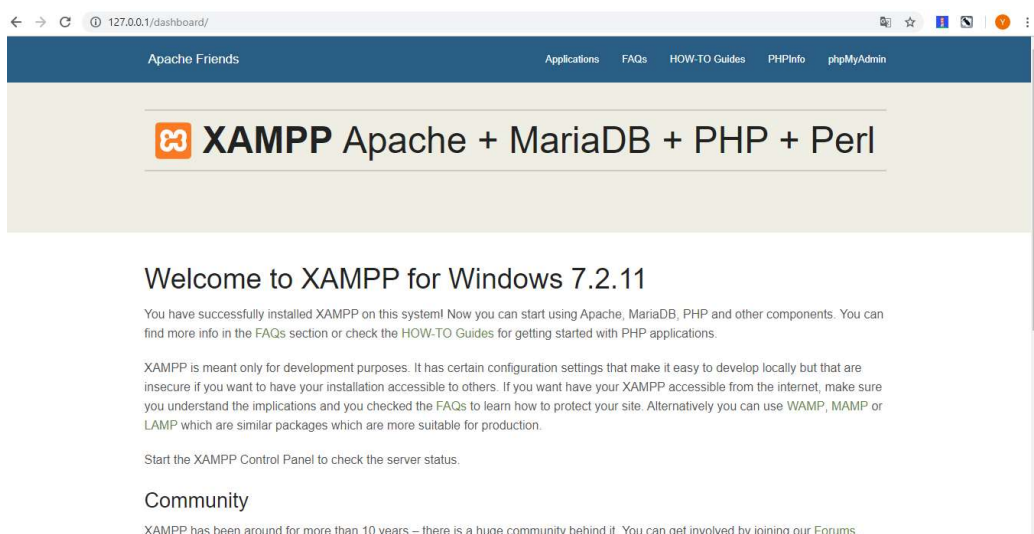 127.0.0.1/dashboard/
Y
Apache Friends
Applications FAQs HOW-TO Guides PHPInfo phpMyAdmin
XAMPP Apache + MariaDB + PHP + Perl
Welcome to XAMPP for Windows 7.2.11
You have successfully installed XAMPP on this system! Now you can start using Apache, MariaDB, PHP and other components. You can
find more info in the FAQs section or check the HOW-TO Guides for getting started with PHP applications.
XAMPP is meant only for development purposes. It has certain configuration settings that make it easy to develop locally but that are
insecure if you want to have your installation accessible to others. If you want have your XAMPP accessible from the internet, make sure
you understand the implications and you checked the FAQs to learn how to protect your site. Alternatively you can use WAMP, MAMP or
LAMP which are similar packages which are more suitable for production.
Start the XAMPP Control Panel to check the server status.
Community
XAMPP has been around for more than 10 years – there is a huge community behind it. You can get involved by joining our Forums